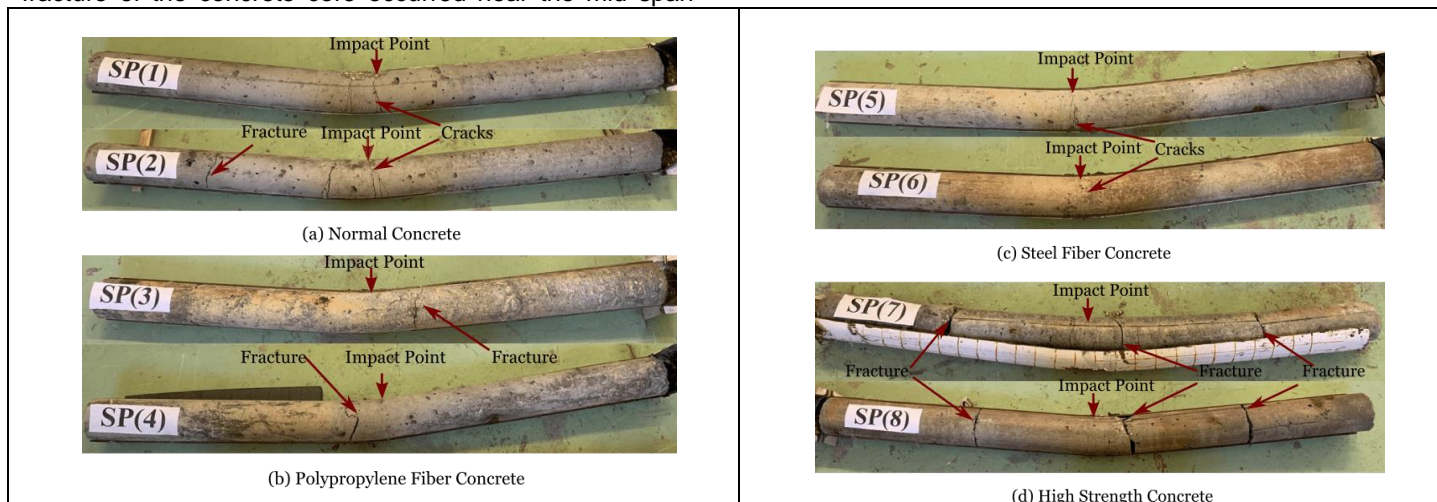 fracture of the concrete core occurred near the mid-span
Impact Point
SP(1)
Fracture Impact Point Cracks
SP(2)
(a) Normal Concrete
Impact Point
SP(3)
Fracture Impact Point Fracture
SP(4)
(b) Polypropylene Fiber Concrete
Impact Point
SP(5)
Impact Point Cracks
SP(6)
(c) Steel Fiber Concrete
Impact Point
SP(7)
Fracture Fracture Fracture
Impact Point
SP(8)
(d) High Strength Concrete